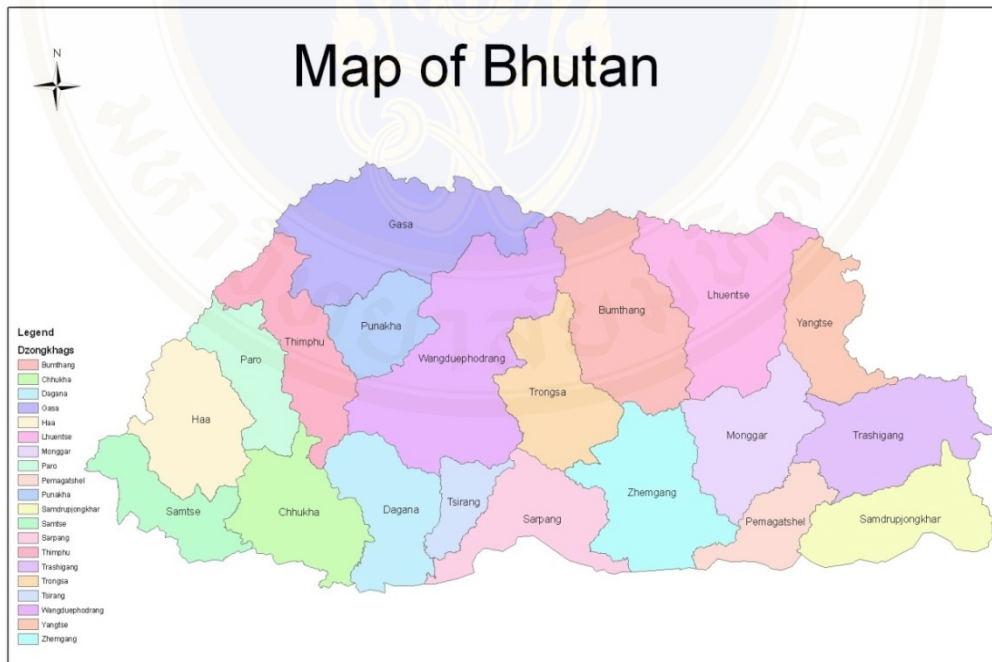 Map of Bhutan
N
Gasa
Punakha
Thimphu
Paro
Haa
Wangduephodrang
Bumthang
Lhuentse
Yangtse
Trongsa
Monggar
Trashigang
Zhemgang
Samtse
Chhukha
Dagana
Tsirang
Sarpang
Pemagatshel
Samdrupjongkhar
Legend
Dzongkhags
Bumthang
Chhukha
Dagana
Gasa
Haa
Lhuentse
Monggar
Paro
Pemagatshel
Punakha
Samdrupjongkhar
Samtse
Sarpang
Thimphu
Trashigang
Trongsa
Tsirang
Wangduephodrang
Yangtse
Zhemgang